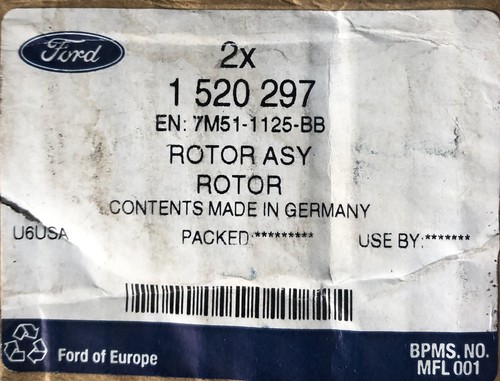 Ford
2x
1 520 297
EN: 7M51-1125-BB
ROTOR ASY
ROTOR
CONTENTS MADE IN GERMANY
U6USA PACKED:********* USE BY:*******
Ford of Europe
BPMS. NO.
MFL 001